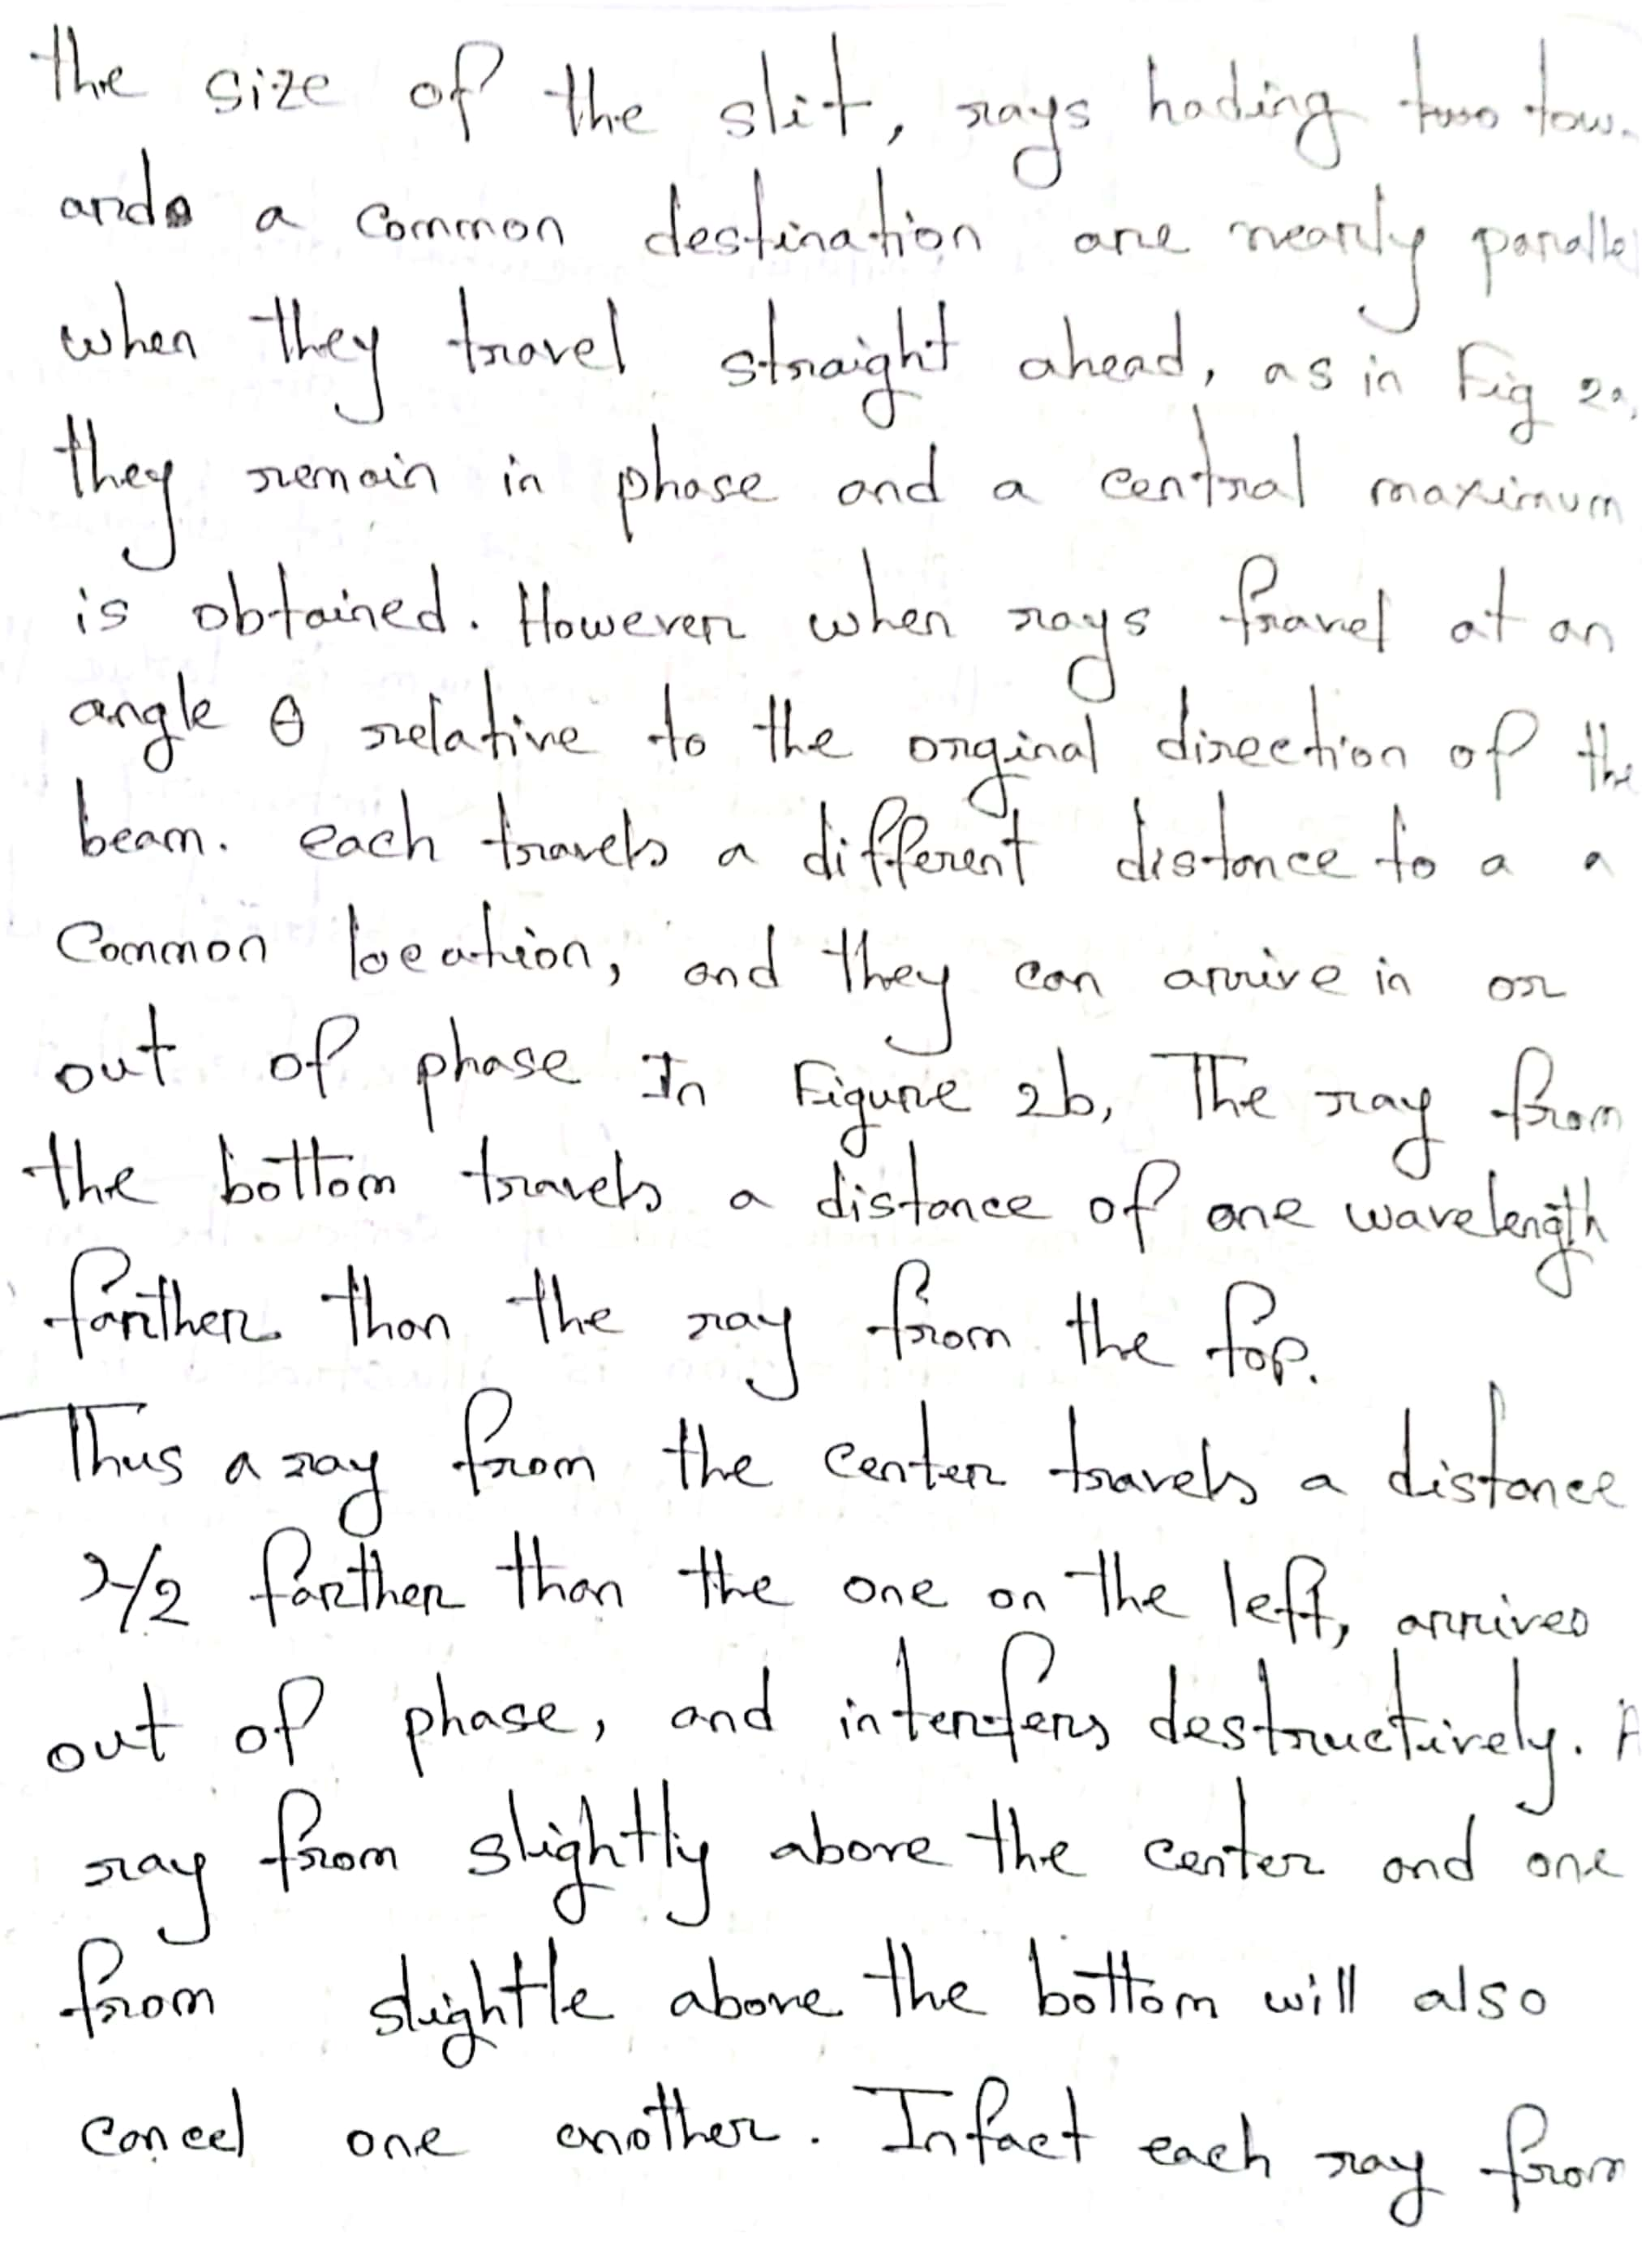 the size of the slit, rays hading two tow-
ards a common destination are nearly parallel
when they travel straight ahead, as in Fig 2a,
they remain in phase and a central maximum
is obtained. However when rays travel at an
angle θ relative to the orginal direction of the
beam. each travels a different distance to a a
common location, and they can arrive in or
out of phase In Figure 2b, The ray from
the bottom travels a distance of one wavelength
farther than the ray from the top.
Thus a ray from the center travels a distance
λ/2 farther than the one on the left, arrives
out of phase, and interfers destructively. A
ray from slightly above the center and one
from slightle above the bottom will also
cancel one another. Infact each ray from